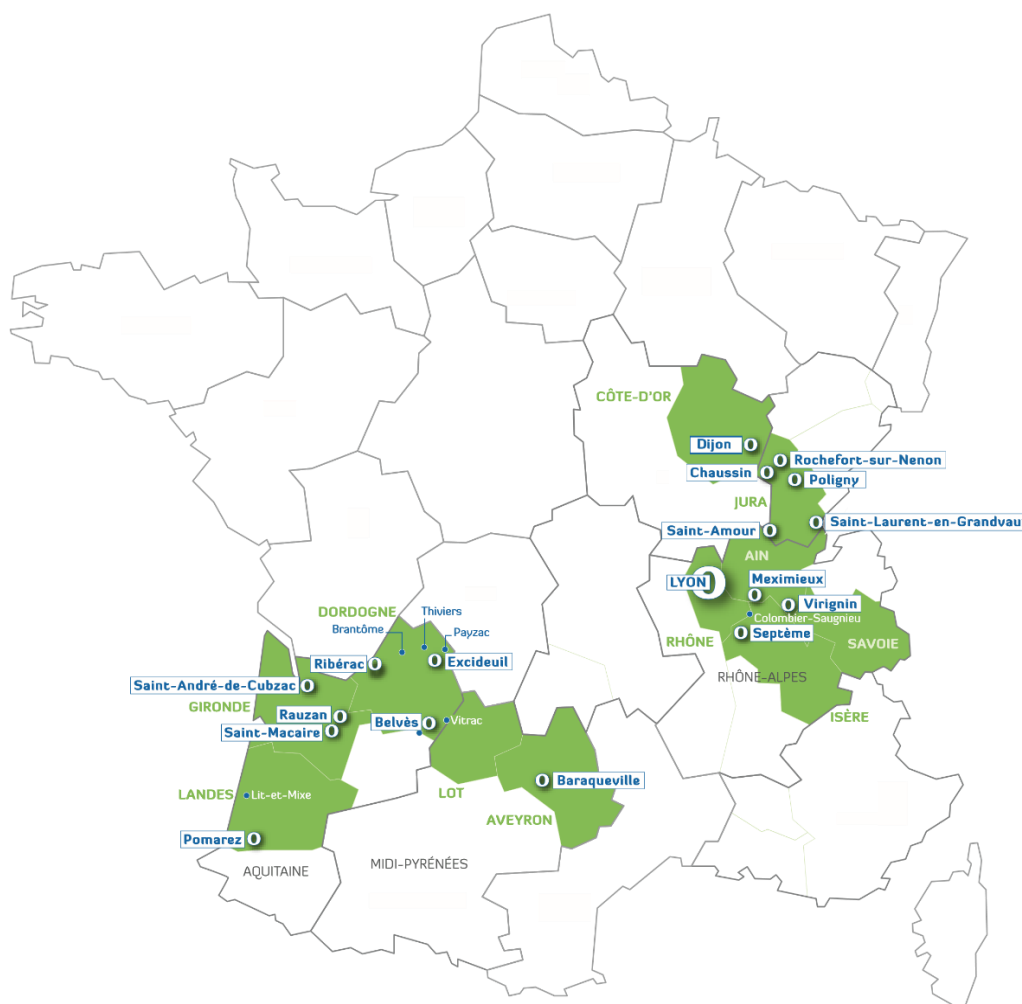 CÔTE-D'OR
Dijon
Rochefort-sur-Nenon
Chaussin
Poligny
JURA
Saint-Laurent-en-Grandvau
Saint-Amour
AIN
LYON
Meximieux
Virignin
Colombier-Saugnieu
Septème
RHÔNE
SAVOIE
RHÔNE-ALPES
ISÈRE
DORDOGNE
Thiviers
Brantôme
Payzac
Ribérac
Excideuil
Saint-André-de-Cubzac
GIRONDE
Rauzan
Belvès
Vitrac
Saint-Macaire
LANDES
Lit-et-Mixe
LOT
Baraqueville
AVEYRON
Pomarez
AQUITAINE
MIDI-PYRÉNÉES